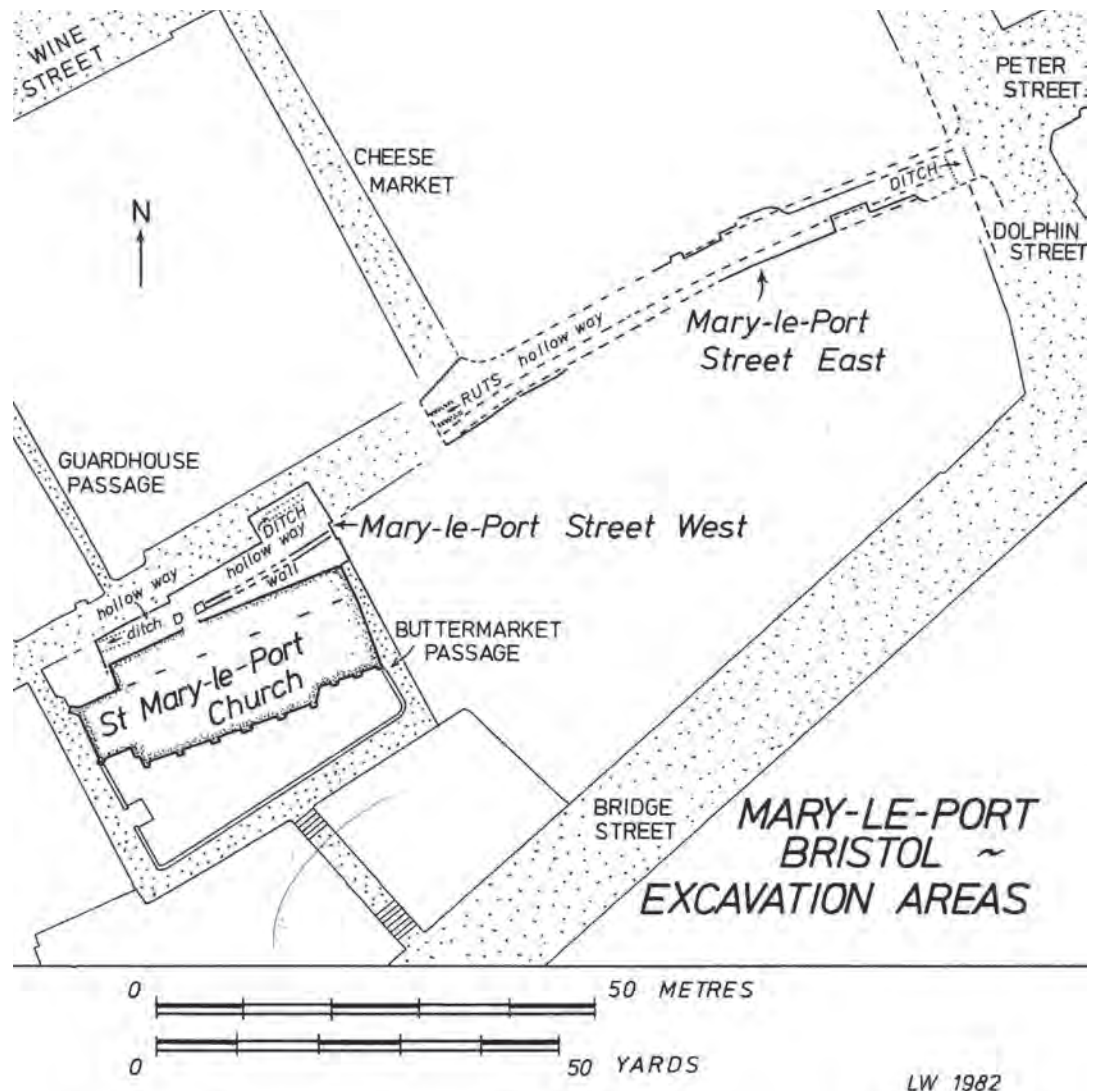 WINE
STREET
PETER
STREET
CHEESE
MARKET
N
DITCH
DOLPHIN
STREET
Mary-le-Port
Street East
hollow way
RUTS
GUARDHOUSE
PASSAGE
DITCH
Mary-le-Port Street West
hollow way
hollow way
wall
ditch D
BUTTERMARKET
PASSAGE
St Mary-le-Port
Church
BRIDGE
STREET
MARY-LE-PORT
BRISTOL ~
EXCAVATION AREAS
0 50 METRES
0 50 YARDS
LW 1982